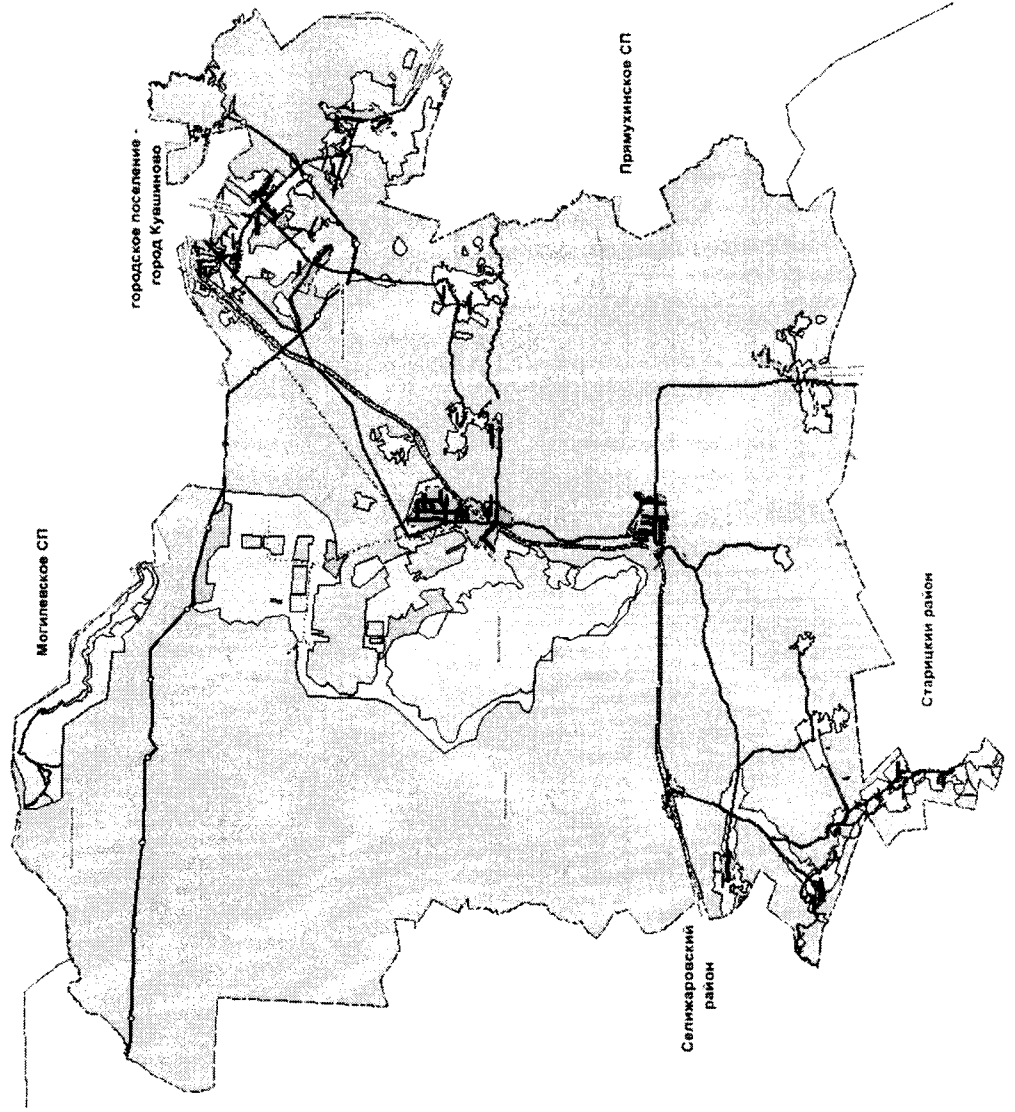 Могилевское СП
городское поселение -
город Кувшиново
Прямухинское СП
Селижаровский
район
Старицкий район